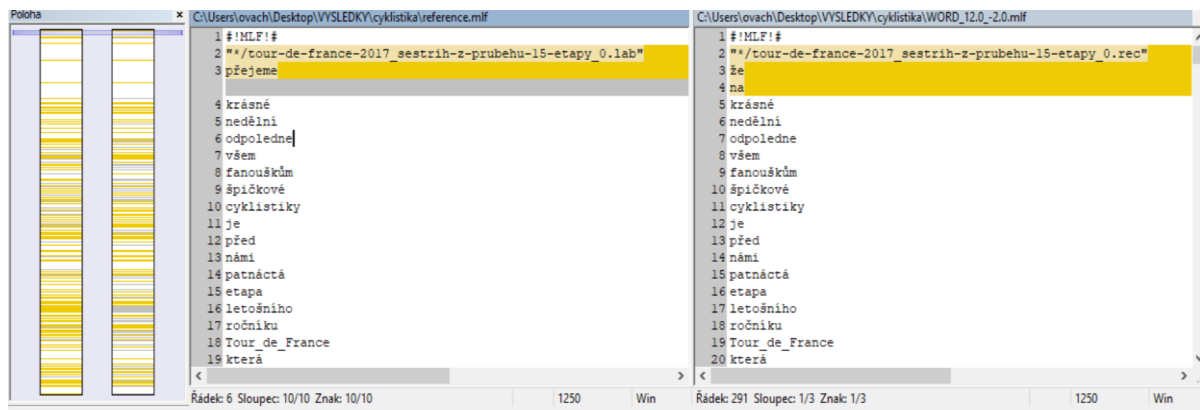 Poloha x
C:\Users\ovach\Desktop\VYSLEDKY\cyklistika\reference.mlf
1 #!MLF!#
2 "*/tour-de-france-2017_sestrih-z-prubehu-15-etapy_0.lab"
3 přejeme
4 krásné
5 nedělní
6 odpoledne
7 všem
8 fanouškům
9 špičkové
10 cyklistiky
11 je
12 před
13 námi
14 patnáctá
15 etapa
16 letošního
17 ročníku
18 Tour_de_France
19 která
Řádek: 6 Sloupec: 10/10 Znak: 10/10 1250 Win
C:\Users\ovach\Desktop\VYSLEDKY\cyklistika\WORD_12.0_-2.0.mlf
1 #!MLF!#
2 "*/tour-de-france-2017_sestrih-z-prubehu-15-etapy_0.rec"
3 že
4 na
5 krásné
6 nedělní
7 odpoledne
8 všem
9 fanouškům
10 špičkové
11 cyklistiky
12 je
13 před
14 námi
15 patnáctá
16 etapa
17 letošního
18 ročníku
19 Tour_de_France
20 která
Řádek: 291 Sloupec: 1/3 Znak: 1/3 1250 Win